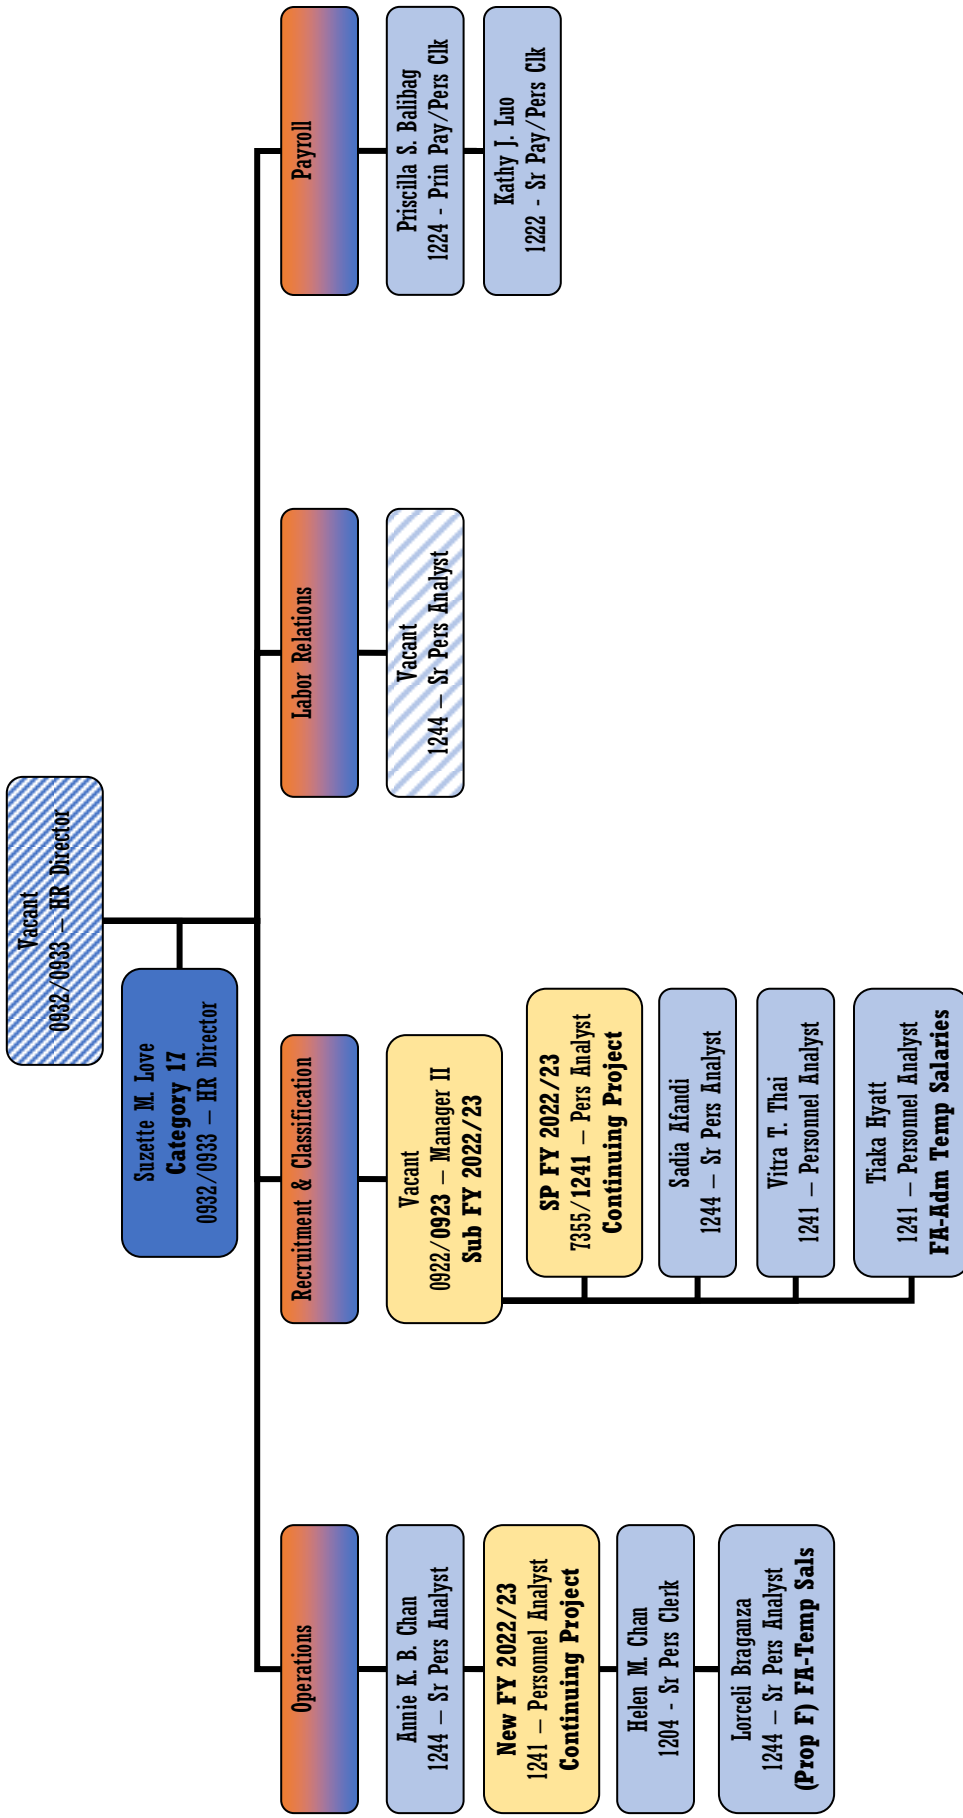 Vacant
0932/0933 – HR Director
Suzette M. Love
Category 17
0932/0933 – HR Director
Operations
Annie K. B. Chan
1244 – Sr Pers Analyst
New FY 2022/23
1241 – Personnel Analyst
Continuing Project
Helen M. Chan
1204 - Sr Pers Clerk
Lorceli Braganza
1244 – Sr Pers Analyst
(Prop F) FA-Temp Sals
Recruitment & Classification
Vacant
0922/0923 – Manager II
Sub FY 2022/23
SP FY 2022/23
7355/1241 – Pers Analyst
Continuing Project
Sadia Afandi
1244 – Sr Pers Analyst
Vitra T. Thai
1241 – Personnel Analyst
Tiaka Hyatt
1241 – Personnel Analyst
FA-Adm Temp Salaries
Labor Relations
Vacant
1244 – Sr Pers Analyst
Payroll
Priscilla S. Balibag
1224 - Prin Pay/Pers Clk
Kathy J. Luo
1222 - Sr Pay/Pers Clk